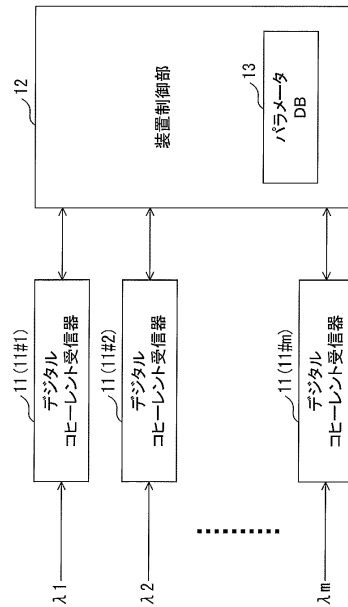 λ1
11(11#1)
デジタル
コヒーレント受信器
λ2
11(11#2)
デジタル
コヒーレント受信器
λm
11(11#m)
デジタル
コヒーレント受信器
12
装置制御部
13
パラメータ
DB